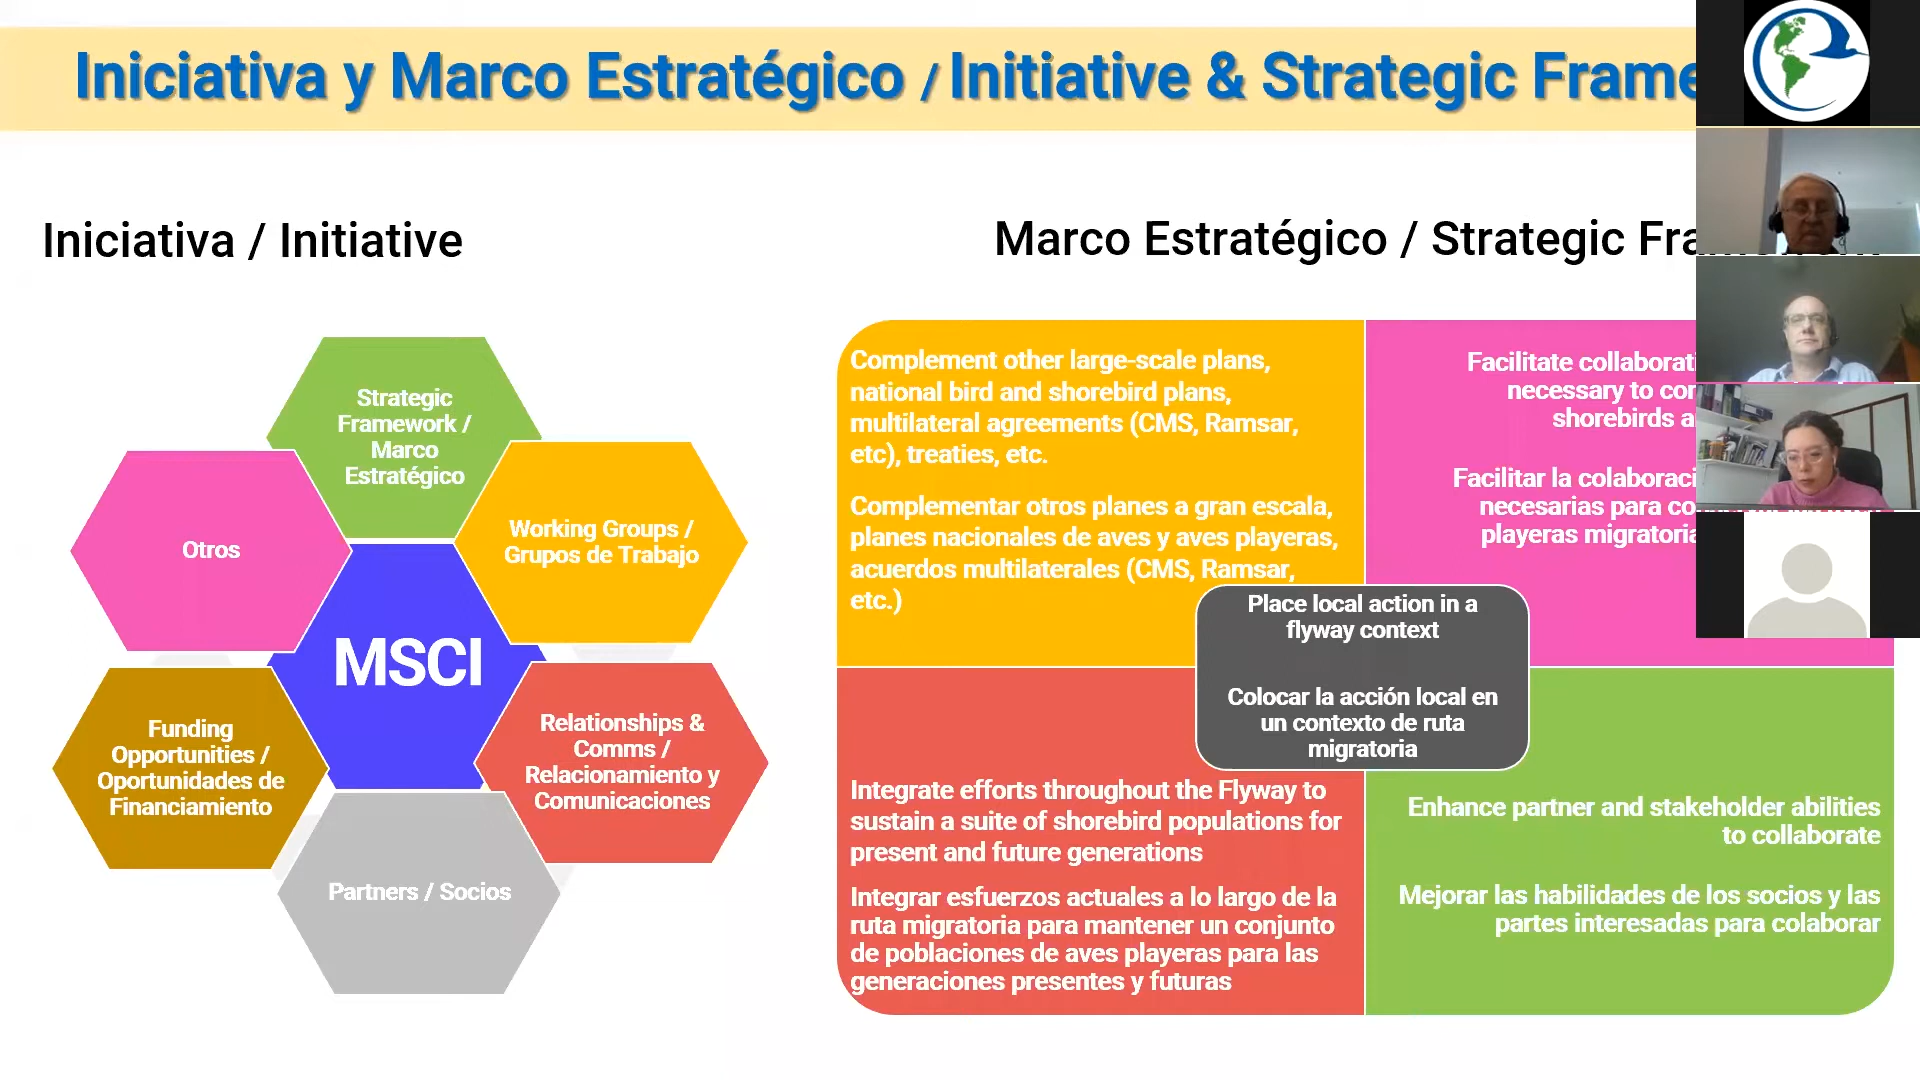 Iniciativa y Marco Estratégico / Initiative & Strategic Frame
Iniciativa / Initiative
Marco Estratégico / Strategic
Strategic
Framework /
Marco
Estratégico
Working Groups /
Grupos de Trabajo
Otros
MSCI
Funding
Opportunities /
Oportunidades de
Financiamiento
Relationships &
Comms /
Relacionamiento y
Comunicaciones
Partners / Socios
Complement other large-scale plans,
national bird and shorebird plans,
multilateral agreements (CMS, Ramsar,
etc), treaties, etc.
Complementar otros planes a gran escala,
planes nacionales de aves y aves playeras,
acuerdos multilaterales (CMS, Ramsar,
etc.)
Facilitate collaborati
necessary to con
shorebirds
Facilitar la colaboraci
necesarias para co
playeras migratoria
Place local action in a
flyway context
Colocar la acción local en
un contexto de ruta
migratoria
Integrate efforts throughout the Flyway to
sustain a suite of shorebird populations for
present and future generations
Integrar esfuerzos actuales a lo largo de la
ruta migratoria para mantener un conjunto
de poblaciones de aves playeras para las
generaciones presentes y futuras
Enhance partner and stakeholder abilities
to collaborate
Mejorar las habilidades de los socios y las
partes interesadas para colaborar